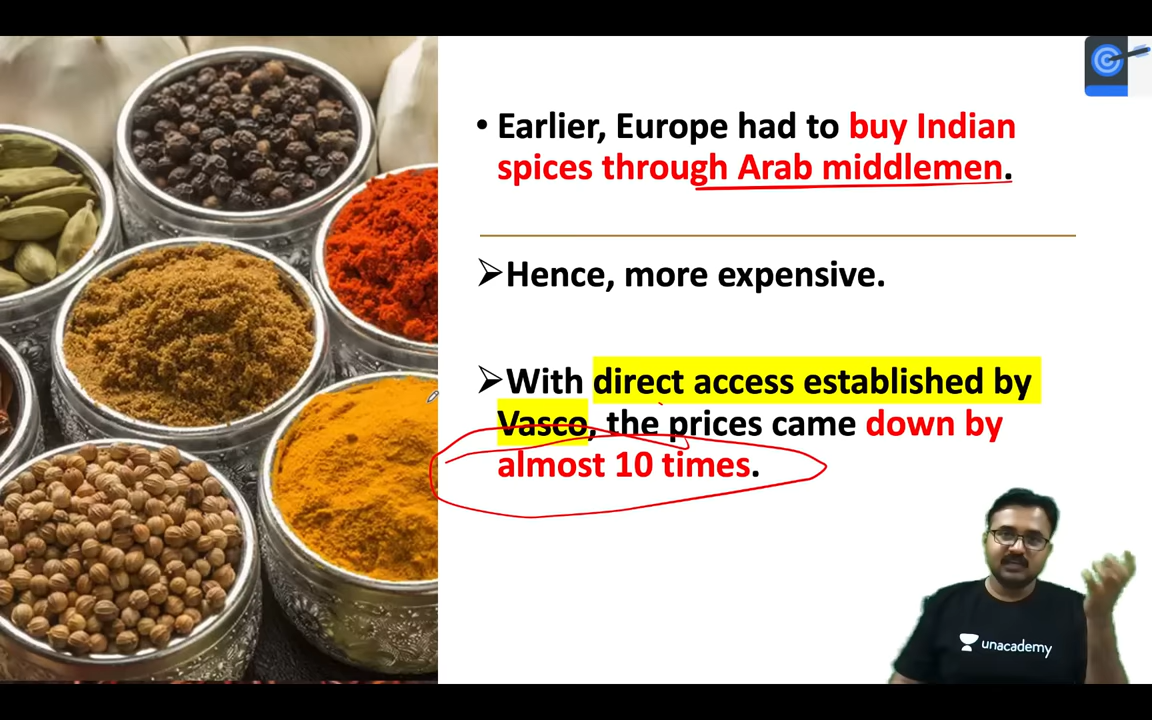 • Earlier, Europe had to buy Indian
spices through Arab middlemen.
➢Hence, more expensive.
➢With direct access established by
Vasco, the prices came down by
almost 10 times.
unacademy